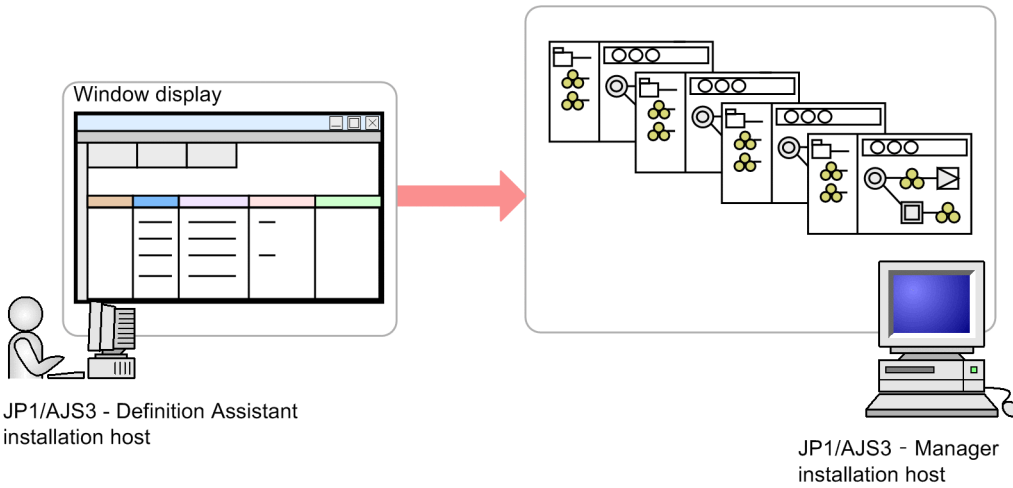 Window display
JP1/AJS3 - Definition Assistant
installation host
JP1/AJS3 - Manager
installation host